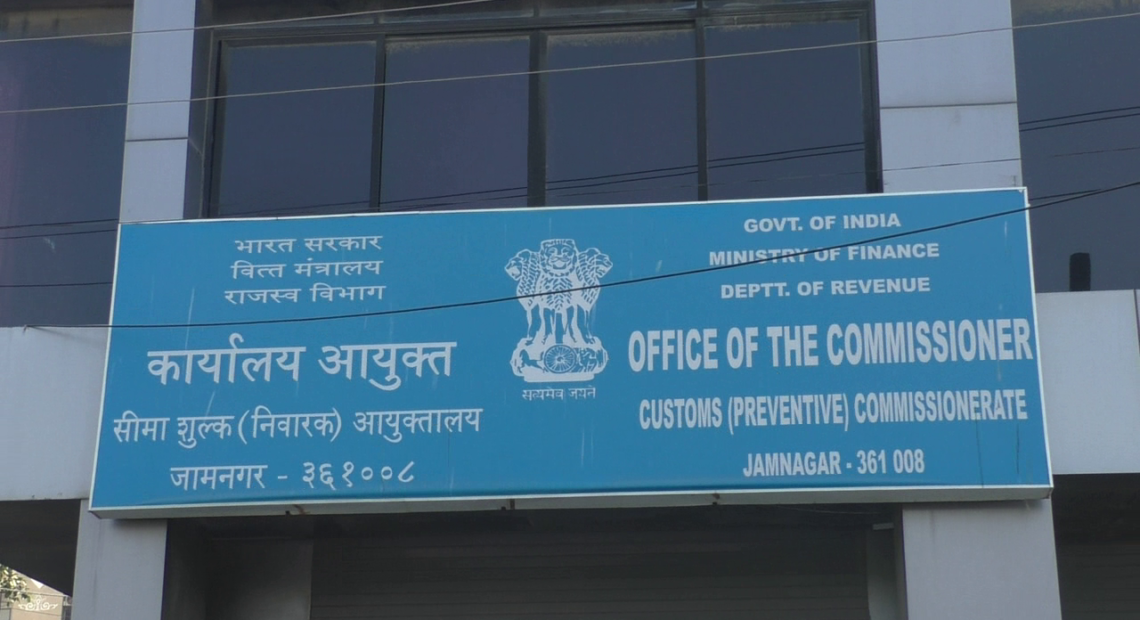 भारत सरकार
वित्त मंत्रालय
राजस्व विभाग
कार्यालय आयुक्त
सीमा शुल्क (निवारक) आयुक्तालय
जामनगर - ३६१००८
सत्यमेव जयते
GOVT. OF INDIA
MINISTRY OF FINANCE
DEPTT. OF REVENUE
OFFICE OF THE COMMISSIONER
CUSTOMS (PREVENTIVE) COMMISSIONERATE
JAMNAGAR - 361 008